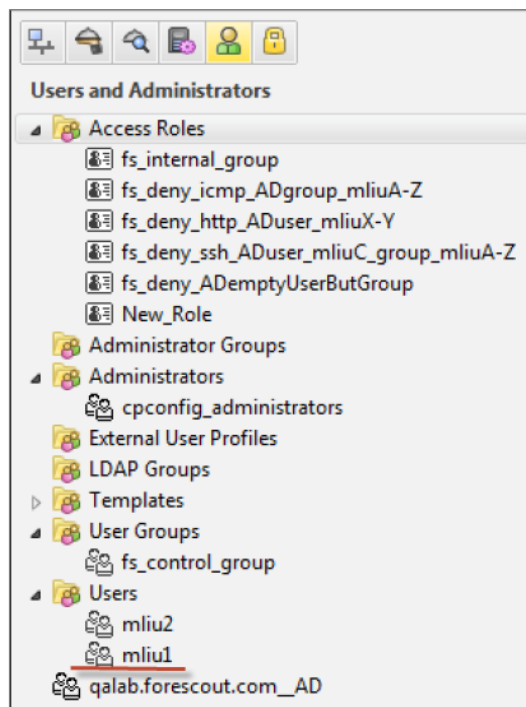 Users and Administrators
Access Roles
fs_internal_group
fs_deny_icmp_ADgroup_mliuA-Z
fs_deny_http_ADuser_mliuX-Y
fs_deny_ssh_ADuser_mliuC_group_mliuA-Z
fs_deny_ADemptyUserButGroup
New_Role
Administrator Groups
Administrators
cpconfig_administrators
External User Profiles
LDAP Groups
Templates
User Groups
fs_control_group
Users
mliu2
mliu1
qalab.forescout.com__AD